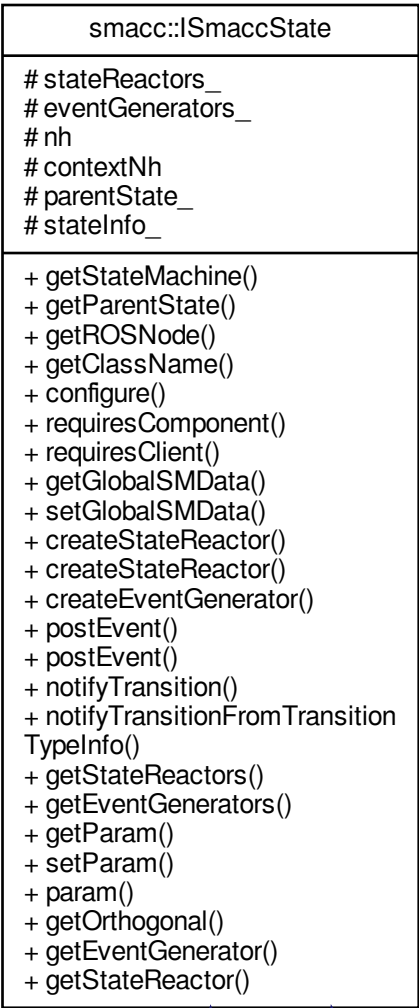 smacc::ISmaccState
# stateReactors_
# eventGenerators_
# nh
# contextNh
# parentState_
# stateInfo_
+ getStateMachine()
+ getParentState()
+ getROSNode()
+ getClassName()
+ configure()
+ requiresComponent()
+ requiresClient()
+ getGlobalSMData()
+ setGlobalSMData()
+ createStateReactor()
+ createStateReactor()
+ createEventGenerator()
+ postEvent()
+ postEvent()
+ notifyTransition()
+ notifyTransitionFromTransition
TypeInfo()
+ getStateReactors()
+ getEventGenerators()
+ getParam()
+ setParam()
+ param()
+ getOrthogonal()
+ getEventGenerator()
+ getStateReactor()